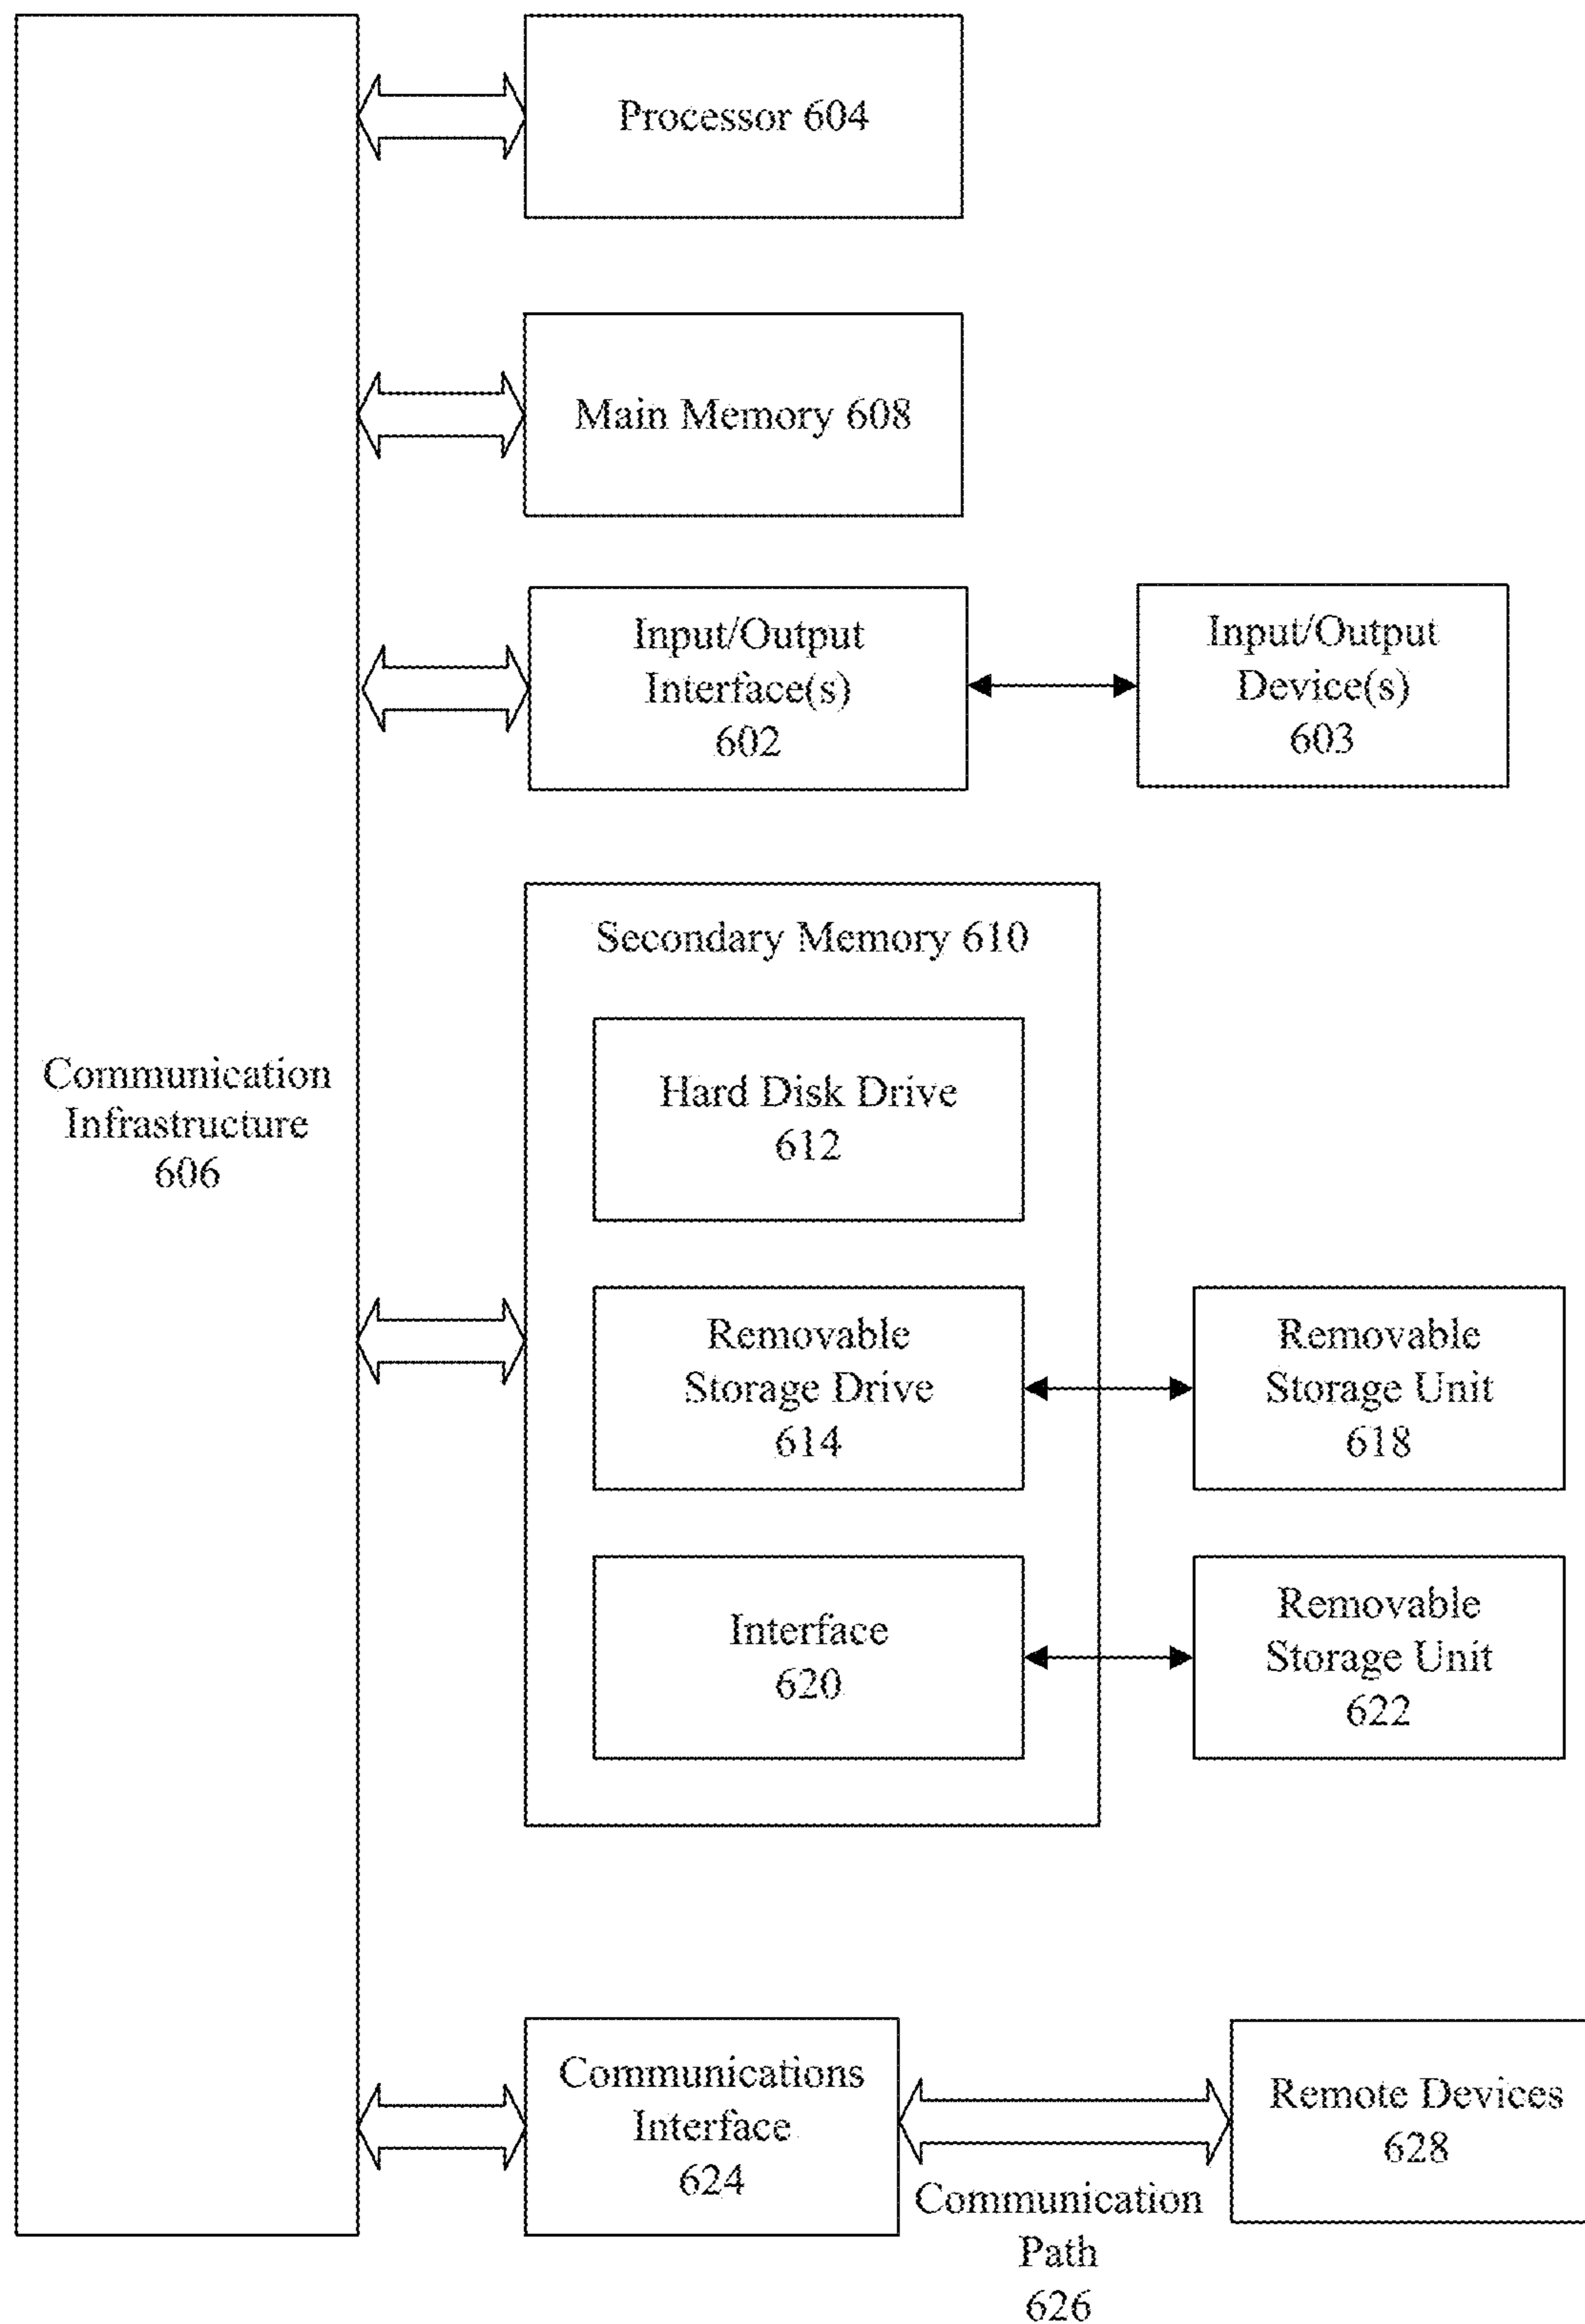 Processor 604
Main Memory 608
Input/Output
Interface(s)
602
Input/Output
Device(s)
603
Secondary Memory 610
Hard Disk Drive
612
Communication
Infrastructure
606
Removable
Storage Drive
614
Removable
Storage Unit
618
Interface
620
Removable
Storage Unit
622
Communications
Interface
624
Remote Devices
628
Communication
Path
626